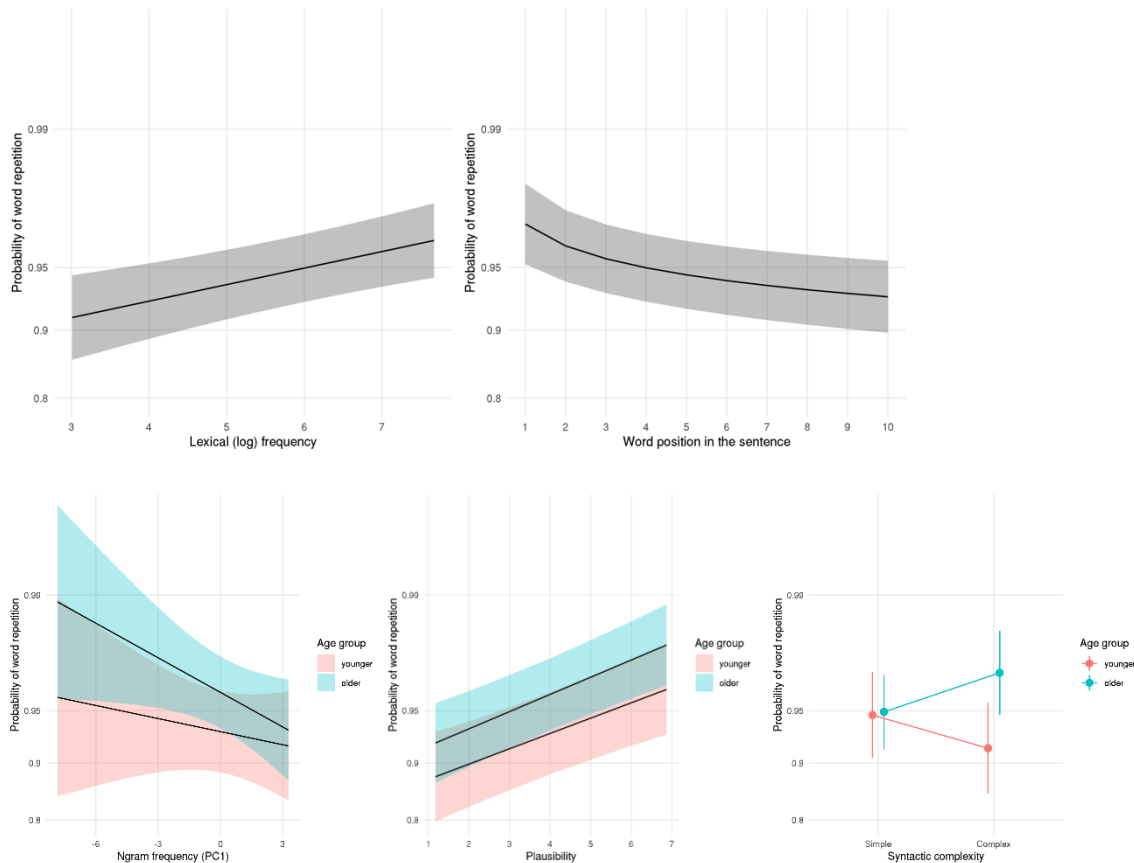 Probability of word repetition
0.99
0.95
0.9
0.8
3 4 5 6 7
Lexical (log) frequency
Probability of word repetition
0.99
0.95
0.9
0.8
1 2 3 4 5 6 7 8 9 10
Word position in the sentence
Probability of word repetition
0.99
0.95
0.9
0.8
-6 -3 0 3
Ngram frequency (PC1)
Age group
younger
older
Probability of word repetition
0.99
0.95
0.9
0.8
1 2 3 4 5 6 7
Plausibility
Age group
younger
older
Probability of word repetition
0.99
0.95
0.9
0.8
Simple Complex
Syntactic complexity
Age group
younger
older